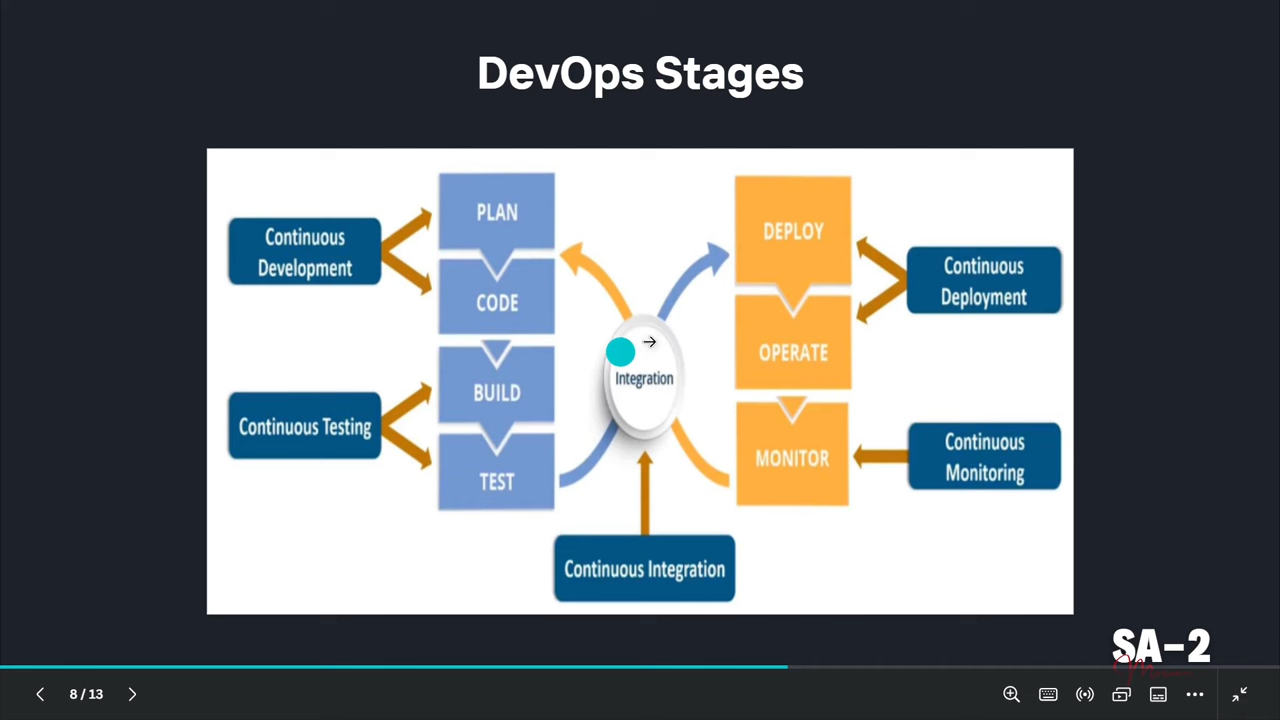 DevOps Stages
PLAN
DEPLOY
Continuous
Development
Continuous
Deployment
CODE
OPERATE
Integration
BUILD
Continuous Testing
MONITOR
Continuous
Monitoring
TEST
Continuous Integration
SA-2
8 / 13